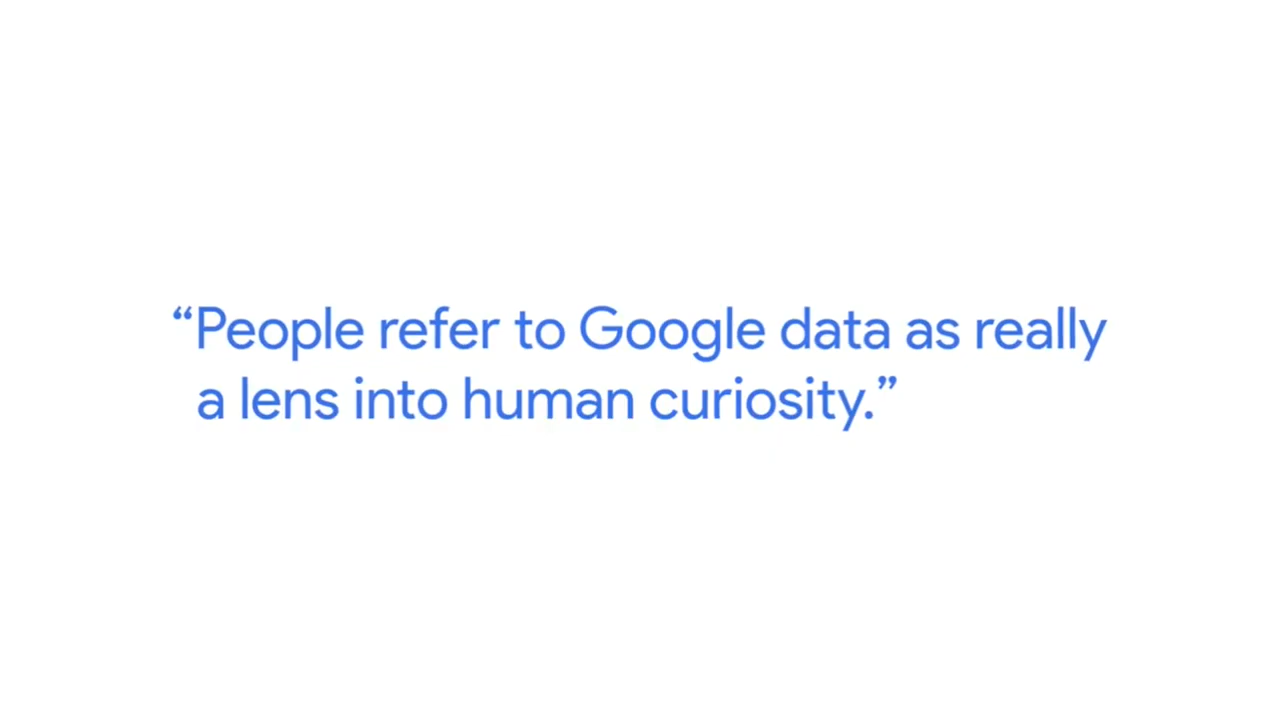 “People refer to Google data as really
a lens into human curiosity.”